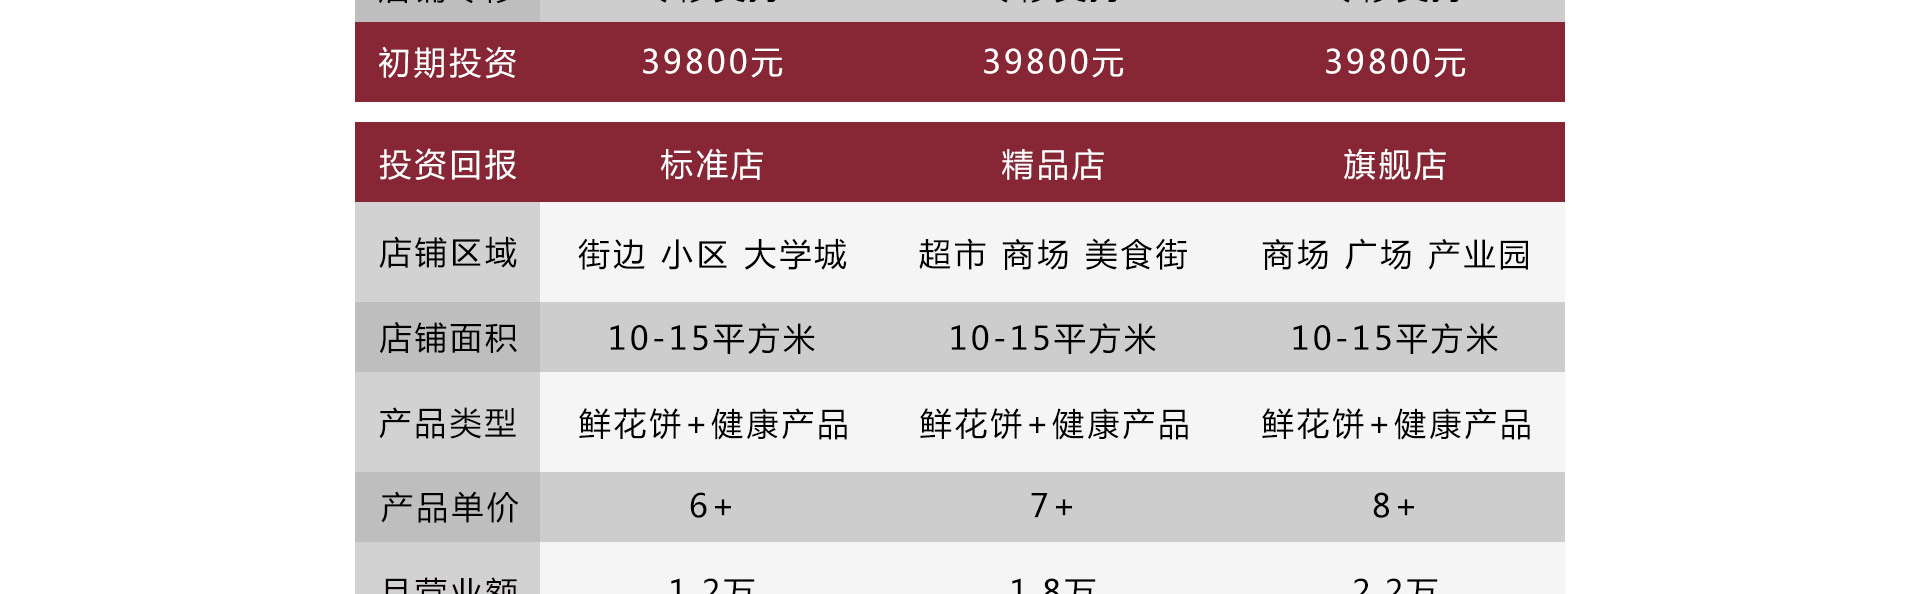 初期投资 39800元 39800元 39800元
投资回报 标准店 精品店 旗舰店
店铺区域 街边 小区 大学城 超市 商场 美食街 商场 广场 产业园
店铺面积 10-15平方米 10-15平方米 10-15平方米
产品类型 鲜花饼+健康产品 鲜花饼+健康产品 鲜花饼+健康产品
产品单价 6+ 7+ 8+
月营业额 1.2万 1.8万 2.2万